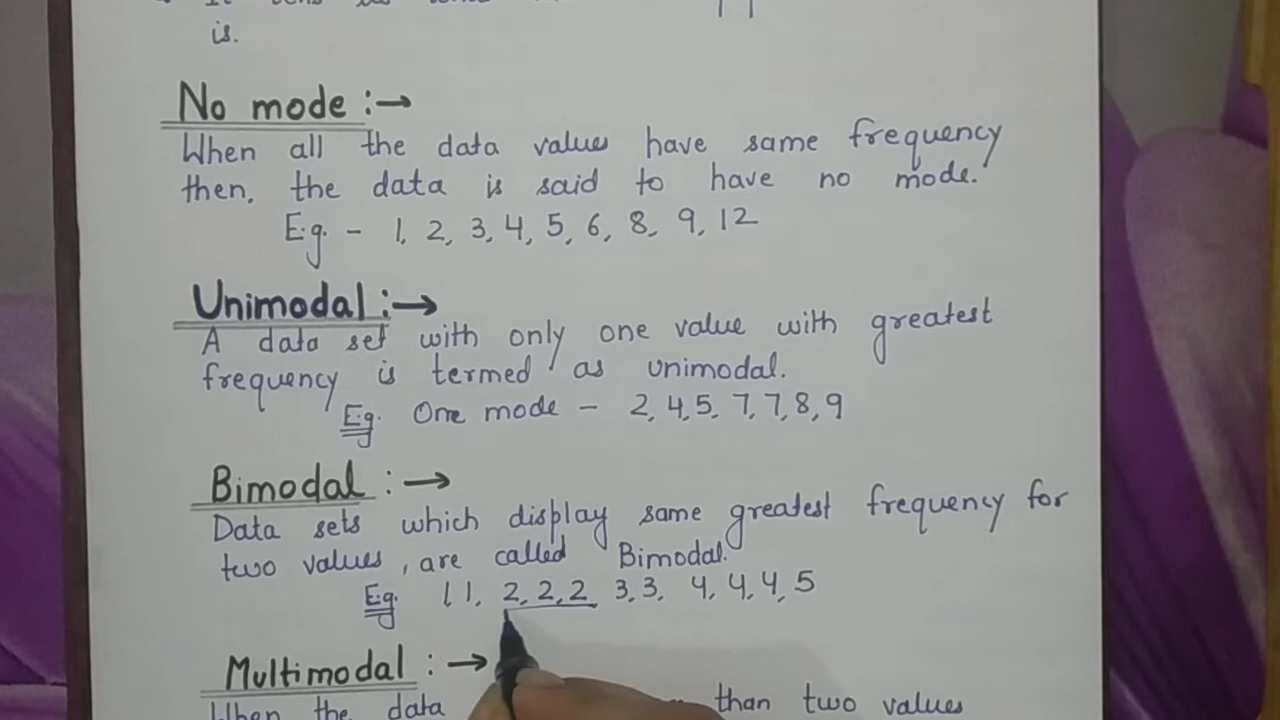 is.
No mode :→
When all the data values have same frequency
then, the data is said to have no mode.
E.g. - 1, 2, 3, 4, 5, 6, 8, 9, 12
Unimodal :→
A data set with only one value with greatest
frequency is termed as unimodal.
E.g. One mode - 2, 4, 5, 7, 7, 8, 9
Bimodal :→
Data sets which display same greatest frequency for
two values, are called Bimodal.
E.g. 1, 1, 2, 2, 2, 3, 3, 4, 4, 4, 5
Multimodal :→
When the data than two values